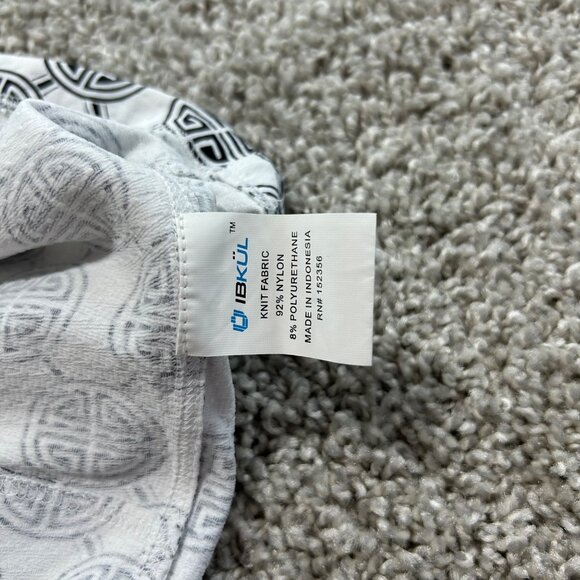 IBKÜL™
KNIT FABRIC
92% NYLON
8% POLYURETHANE
MADE IN INDONESIA
RN# 152356